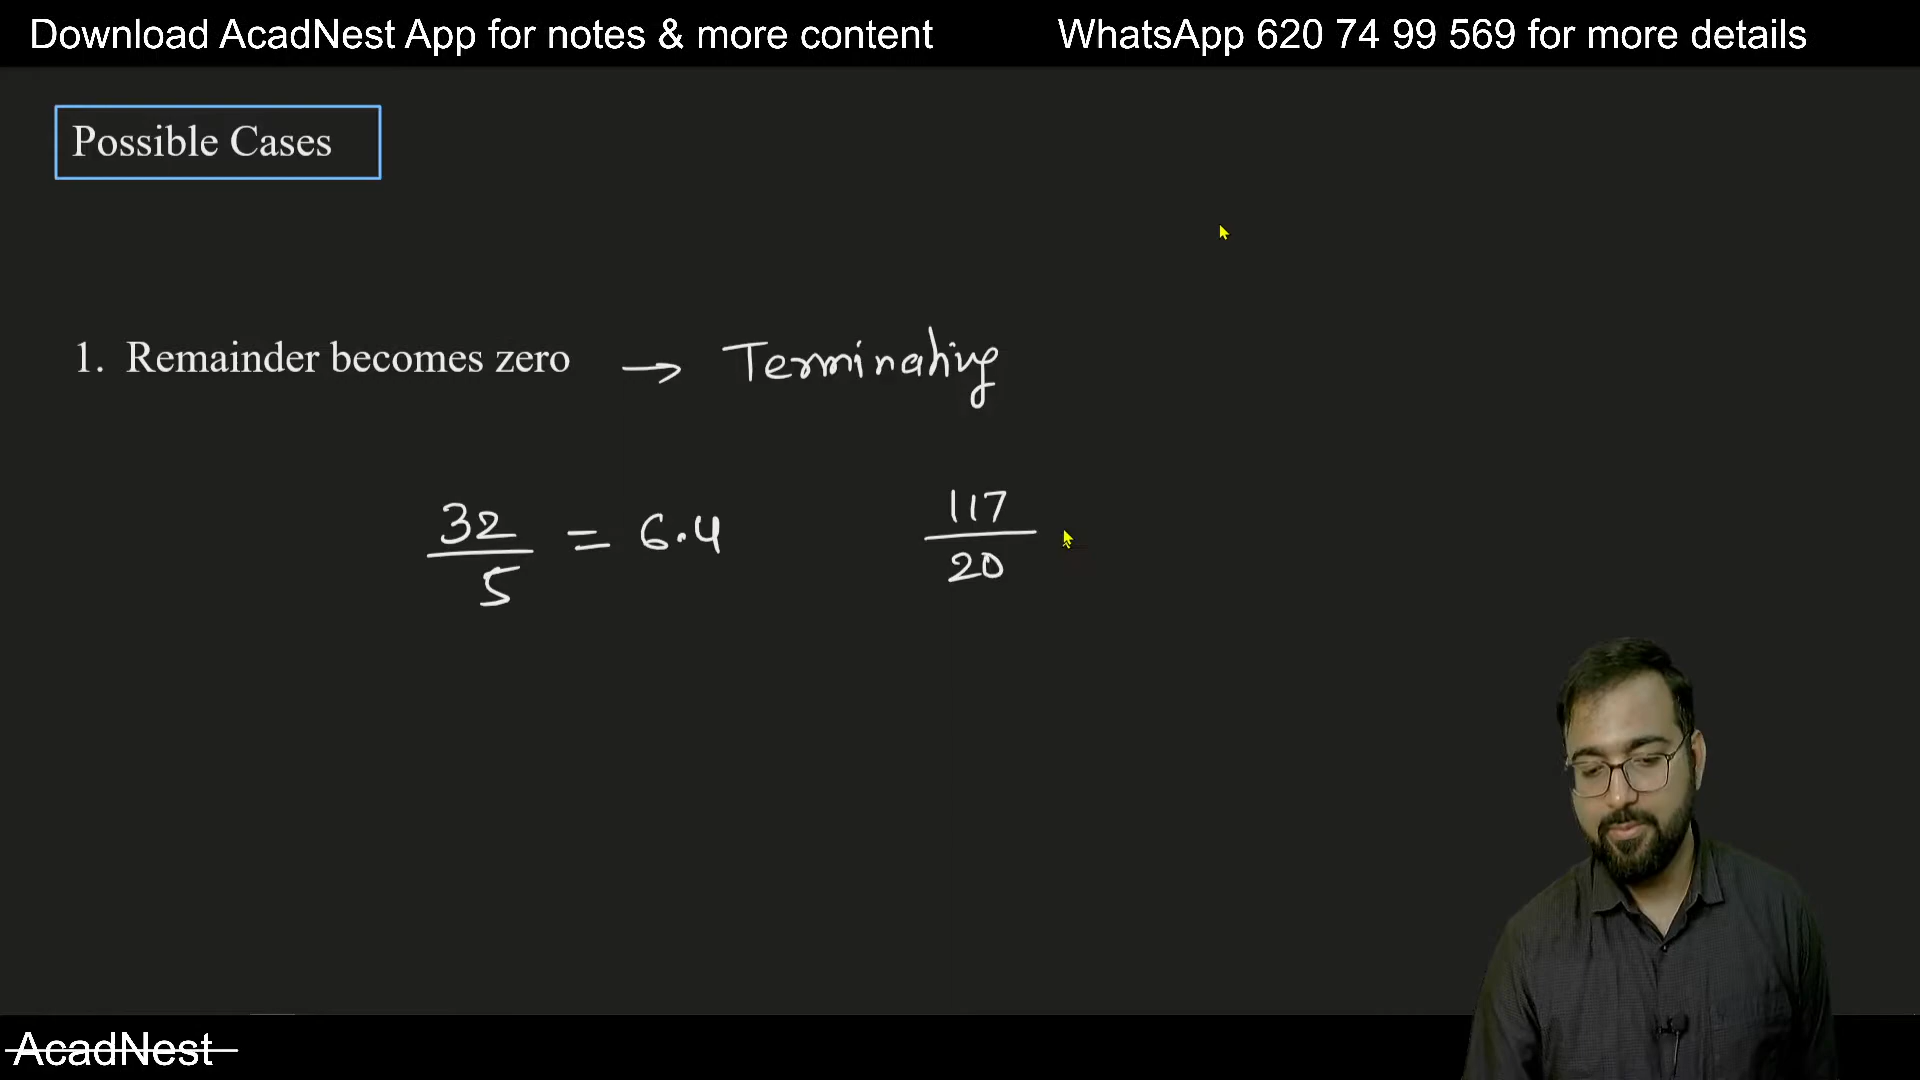 Download AcadNest App for notes & more content WhatsApp 620 74 99 569 for more details
Possible Cases
1. Remainder becomes zero → Terminating
32/5 = 6.4 117/20
AcadNest